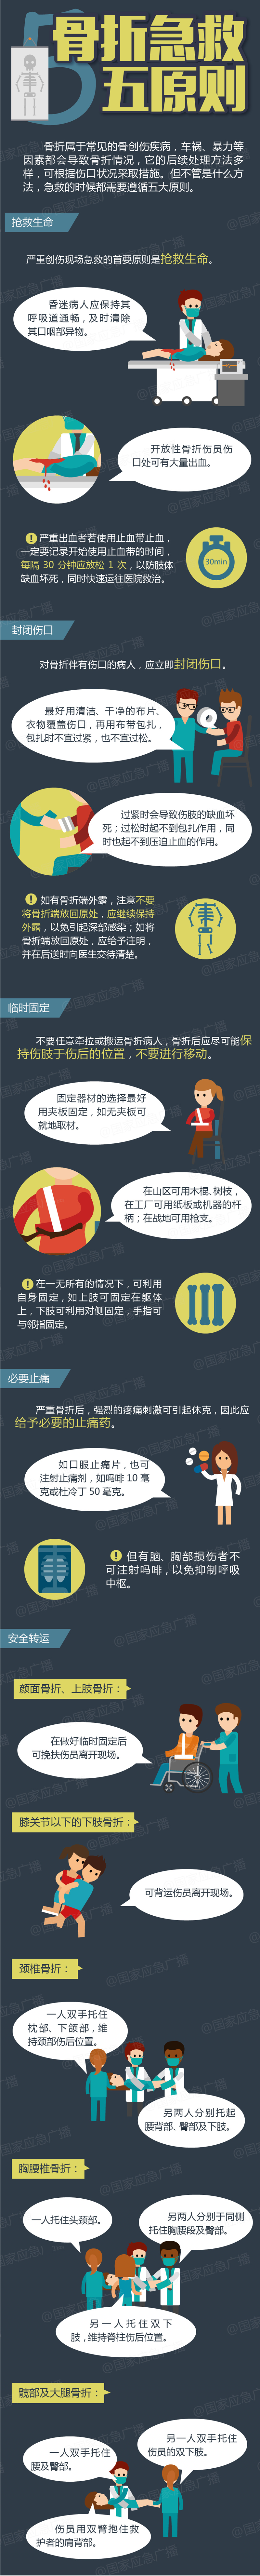 骨折急救
五原则
骨折属于常见的骨创伤疾病，车祸、暴力等
因素都会导致骨折情况，它的后续处理方法多
样，可根据伤口状况采取措施。但不管是什么方
法，急救的时候都需要遵循五大原则。
@国家应急广播
抢救生命
严重创伤现场急救的首要原则是抢救生命。
昏迷病人应保持其
呼吸道通畅，及时清除
其口咽部异物。
开放性骨折伤员伤
口处可有大量出血。
严重出血者若使用止血带止血，
一定要记录开始使用止血带的时间，
每隔 30 分钟应放松 1 次，以防肢体
缺血坏死，同时快速运往医院救治。
30min
封闭伤口
对骨折伴有伤口的病人，应立即封闭伤口。
最好用清洁、干净的布片、
衣物覆盖伤口，再用布带包扎，
包扎时不宜过紧，也不宜过松。
过紧时会导致伤肢的缺血坏
死；过松时起不到包扎作用，同
时也起不到压迫止血的作用。
如有骨折端外露，注意不要
将骨折端放回原处，应继续保持
外露，以免引起深部感染；如将
骨折端放回原处，应给予注明，
并在后送时向医生交待清楚。
临时固定
不要任意牵拉或搬运骨折病人，骨折后应尽可能保
持伤肢于伤后的位置，不要进行移动。
固定器材的选择最好
用夹板固定，如无夹板可
就地取材。
在山区可用木棍、树枝，
在工厂可用纸板或机器的杆
柄；在战地可用枪支。
在一无所有的情况下，可利用
自身固定，如上肢可固定在躯体
上，下肢可利用对侧固定，手指可
与邻指固定。
必要止痛
严重骨折后，强烈的疼痛刺激可引起休克，因此应
给予必要的止痛药。
如口服止痛片，也可
注射止痛剂，如吗啡 10 毫
克或杜冷丁 50 毫克。
但有脑、胸部损伤者不
可注射吗啡，以免抑制呼吸
中枢。
安全转运
颜面骨折、上肢骨折：
在做好临时固定后
可挽扶伤员离开现场。
膝关节以下的下肢骨折：
可背运伤员离开现场。
颈椎骨折：
一人双手托住
枕部、下颌部，维
持颈部伤后位置。
另两人分别托起
腰背部、臀部及下肢。
胸腰椎骨折：
一人托住头颈部。
另两人分别于同侧
托住胸腰段及臀部。
另一人托住双下
肢，维持脊柱伤后位置。
髋部及大腿骨折：
一人双手托住
腰及臀部。
另一人双手托住
伤员的双下肢。
伤员用双臂抱住救
护者的肩背部。